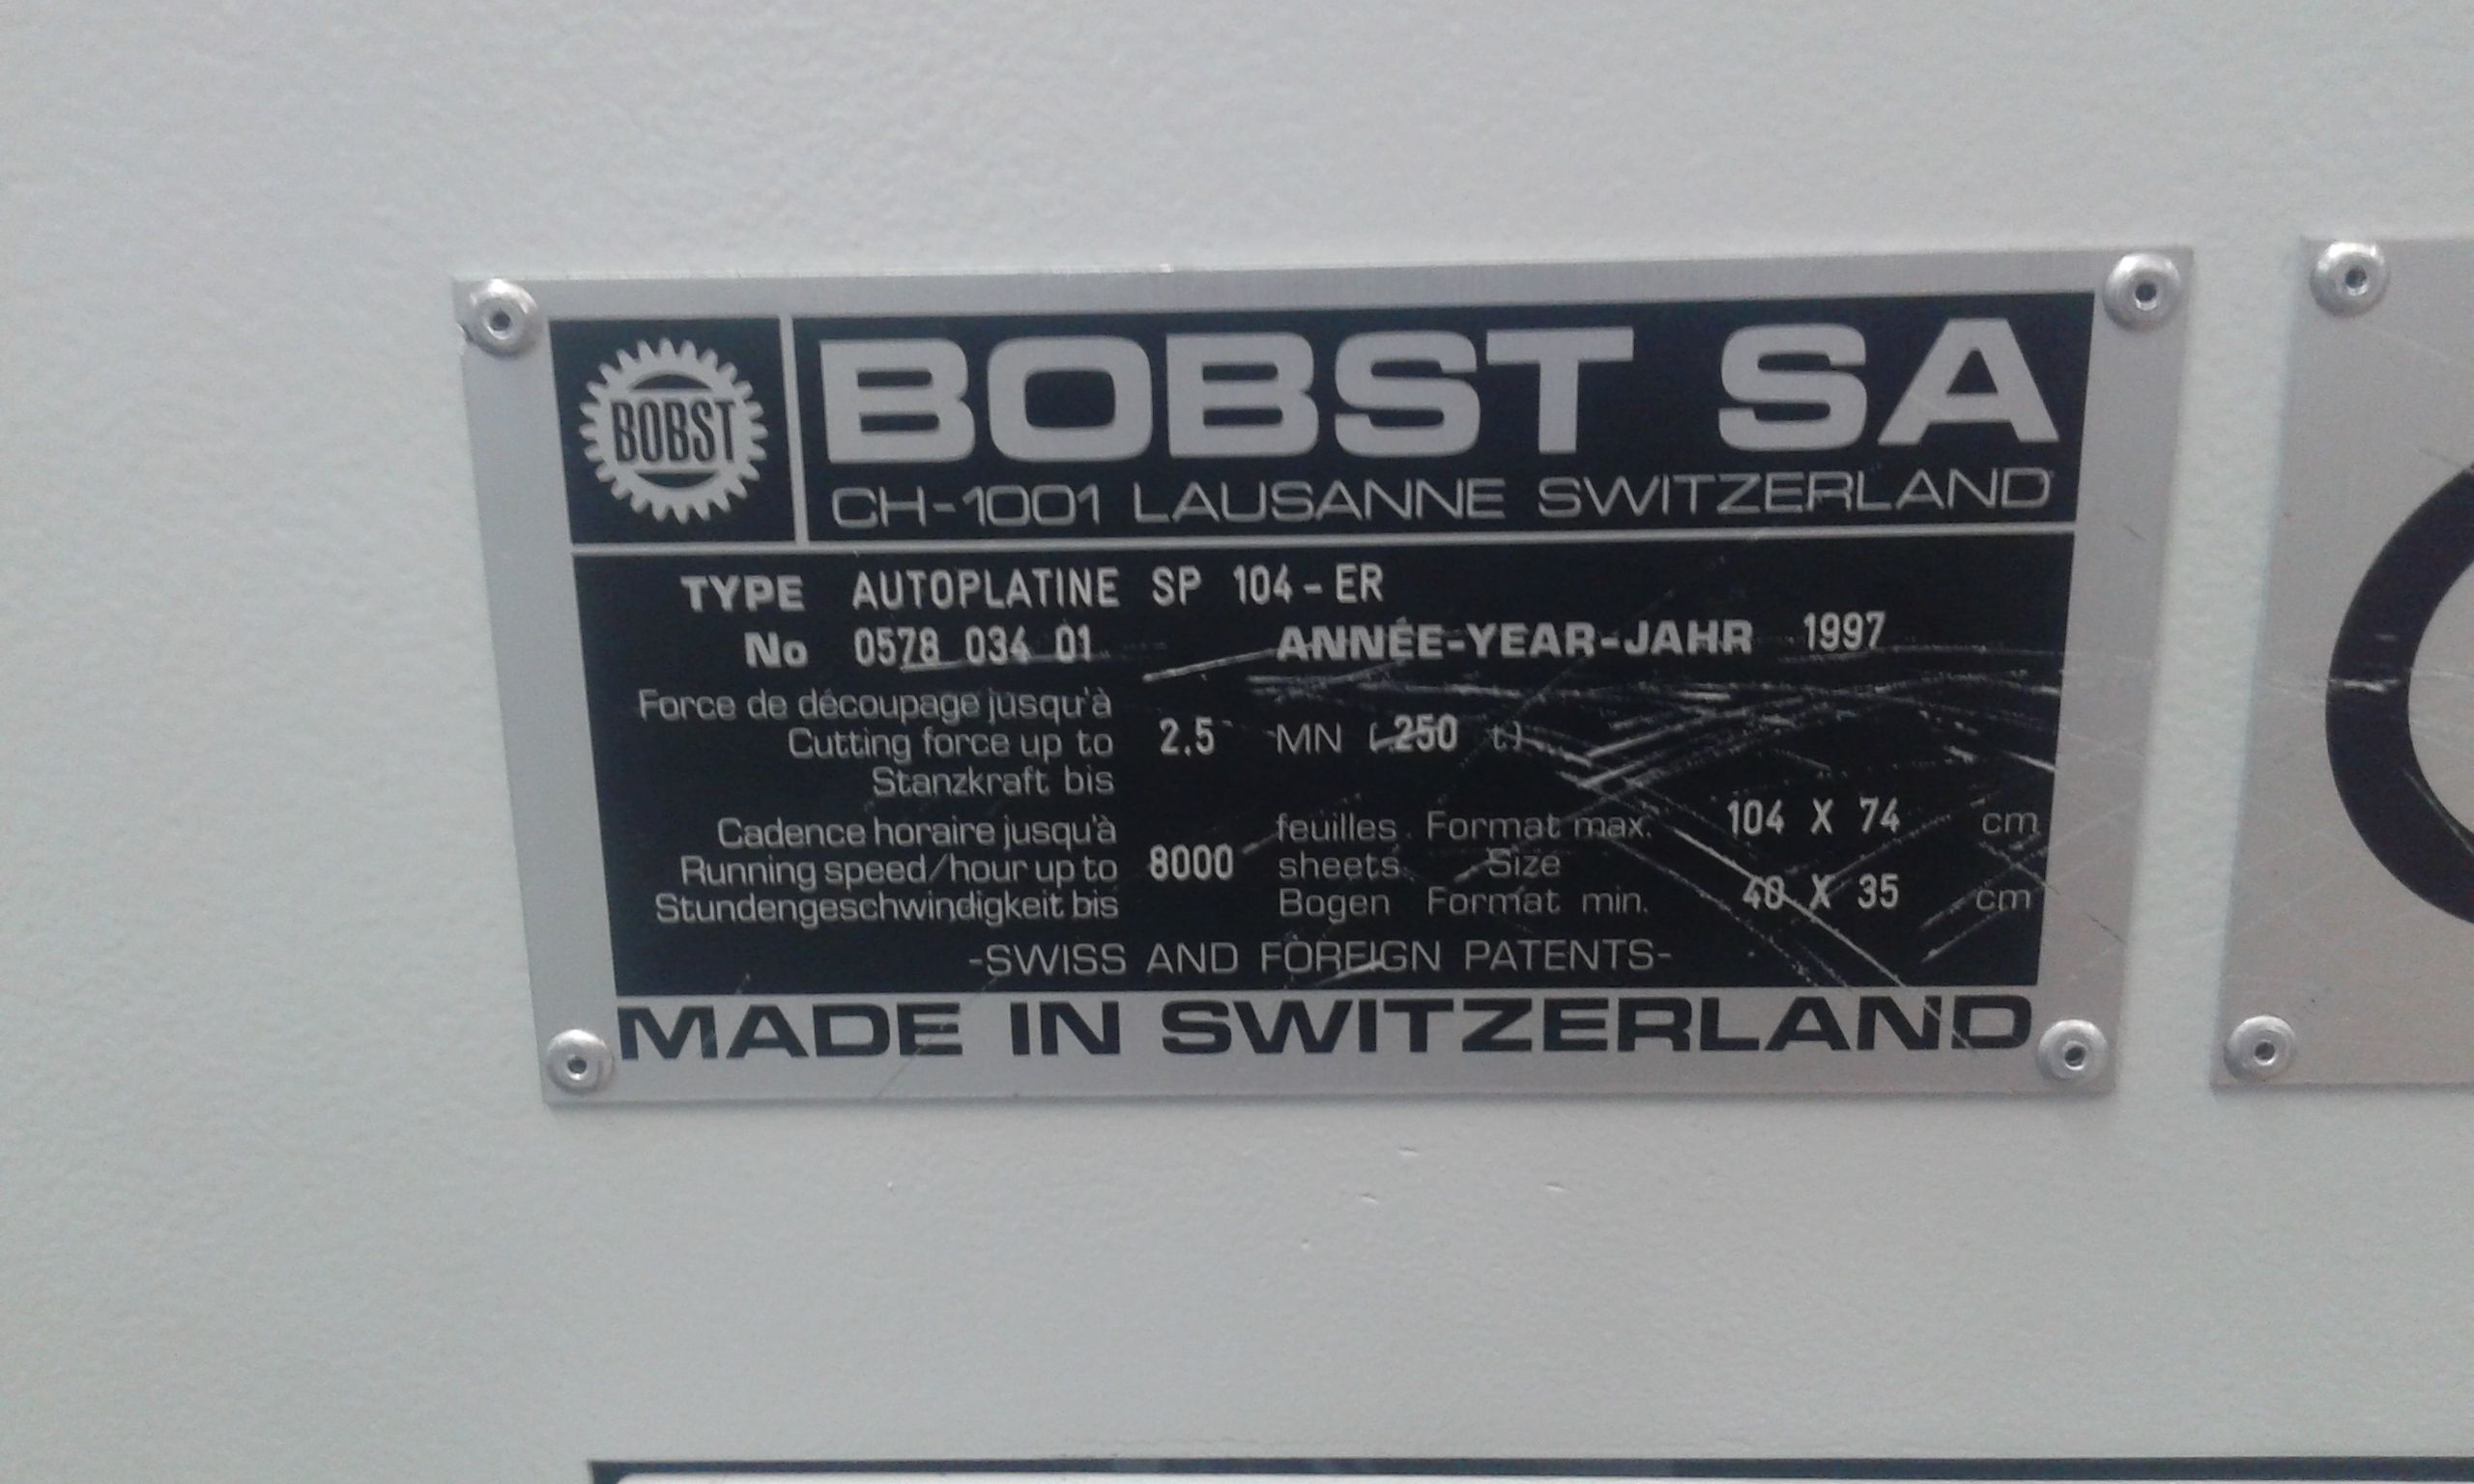 BOBST
BOBST SA
CH-1001 LAUSANNE SWITZERLAND
TYPE AUTOPLATINE SP 104-ER
No 0578 034 01 ANNÉE-YEAR-JAHR 1997
Force de découpage jusqu'à
Cutting force up to 2.5 MN (250 t)
Stanzkraft bis
Cadence horaire jusqu'à feuilles Format max. 104 X 74 cm
Running speed/hour up to 8000 sheets Size
Stundengeschwindigkeit bis Bogen Format min. 40 X 35 cm
-SWISS AND FOREIGN PATENTS-
MADE IN SWITZERLAND